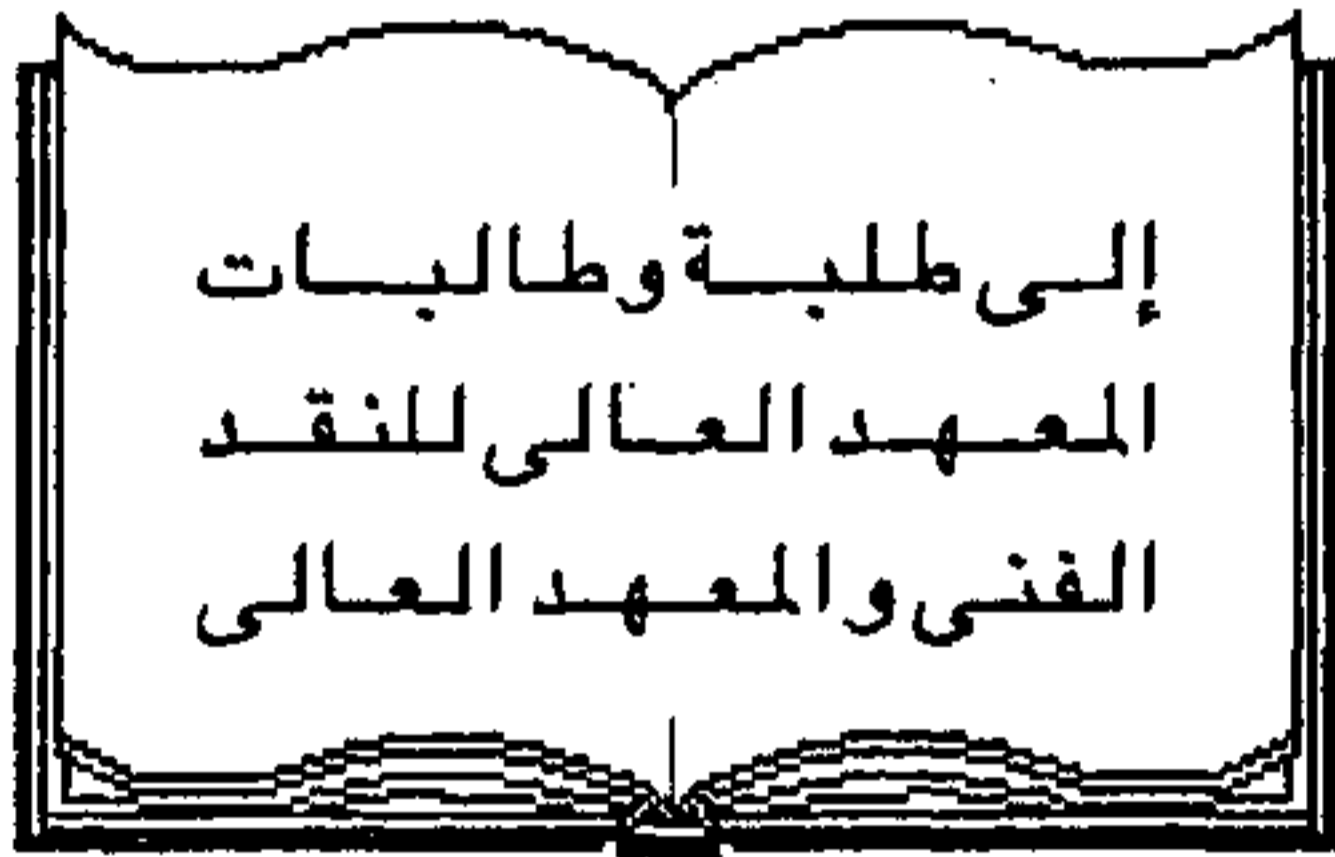 إلى طلبة وطالبات
المعهد العالى للنقد
الفنى والمعهد العالى